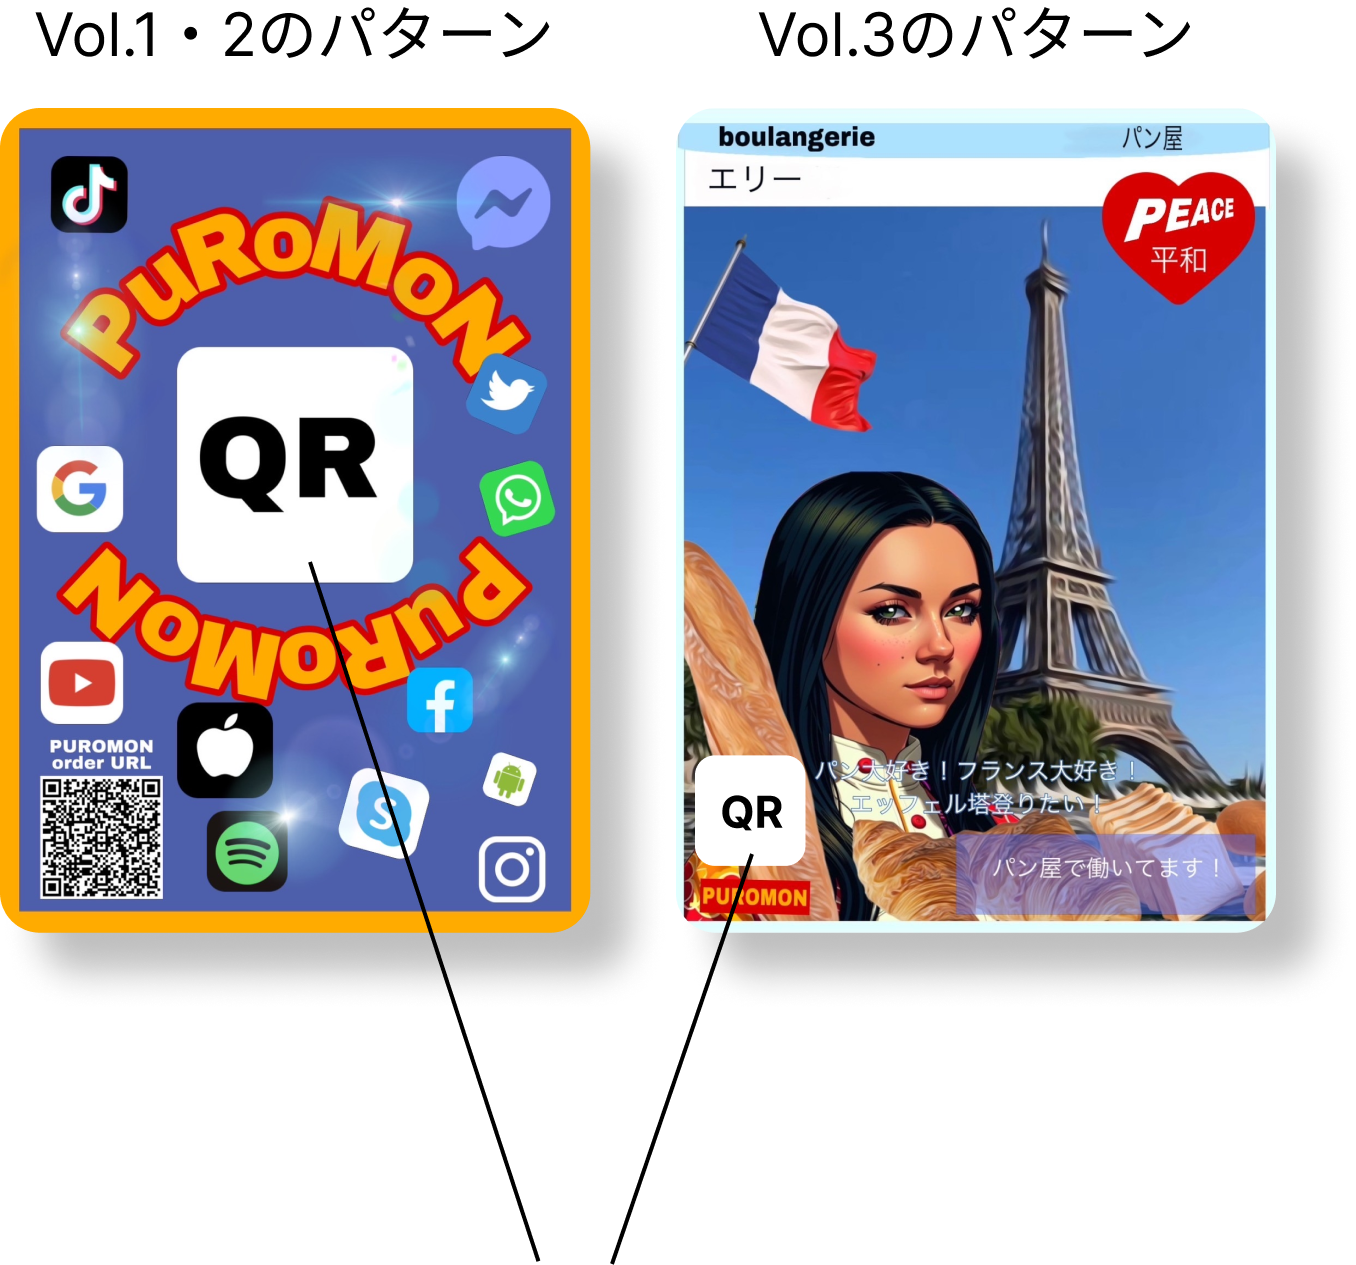 Vol.1・2のパターン
PuRoMoN
QR
PuRoMoN
PUROMON
order URL
Vol.3のパターン
boulangerie
パン屋
エリー
PEACE
平和
パン大好き！フランス大好き！
エッフェル塔登りたい！
QR
パン屋で働いてます！
PUROMON